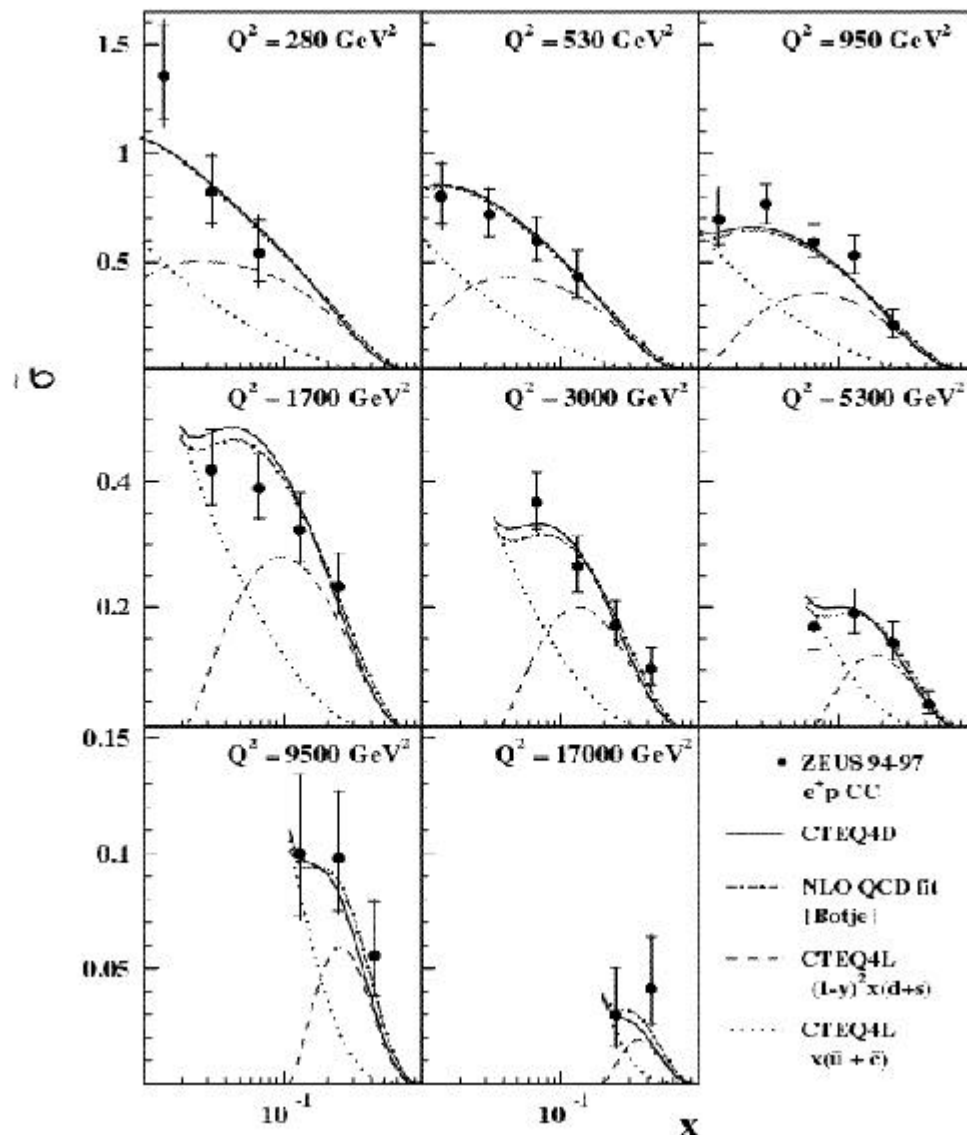 Q² = 280 GeV²
Q² = 530 GeV²
Q² = 950 GeV²
1.5
1
0.5
σ̃
Q² = 1700 GeV²
Q² = 3000 GeV²
Q² = 5300 GeV²
0.4
0.2
Q² = 9500 GeV²
Q² = 17000 GeV²
0.15
0.1
0.05
ZEUS 94-97
e⁺p CC
CTEQ4D
NLO QCD fit
[Botje]
CTEQ4L
(1-y)²x(d+s)
CTEQ4L
x(ū + c̄)
10⁻¹
10⁻¹
x